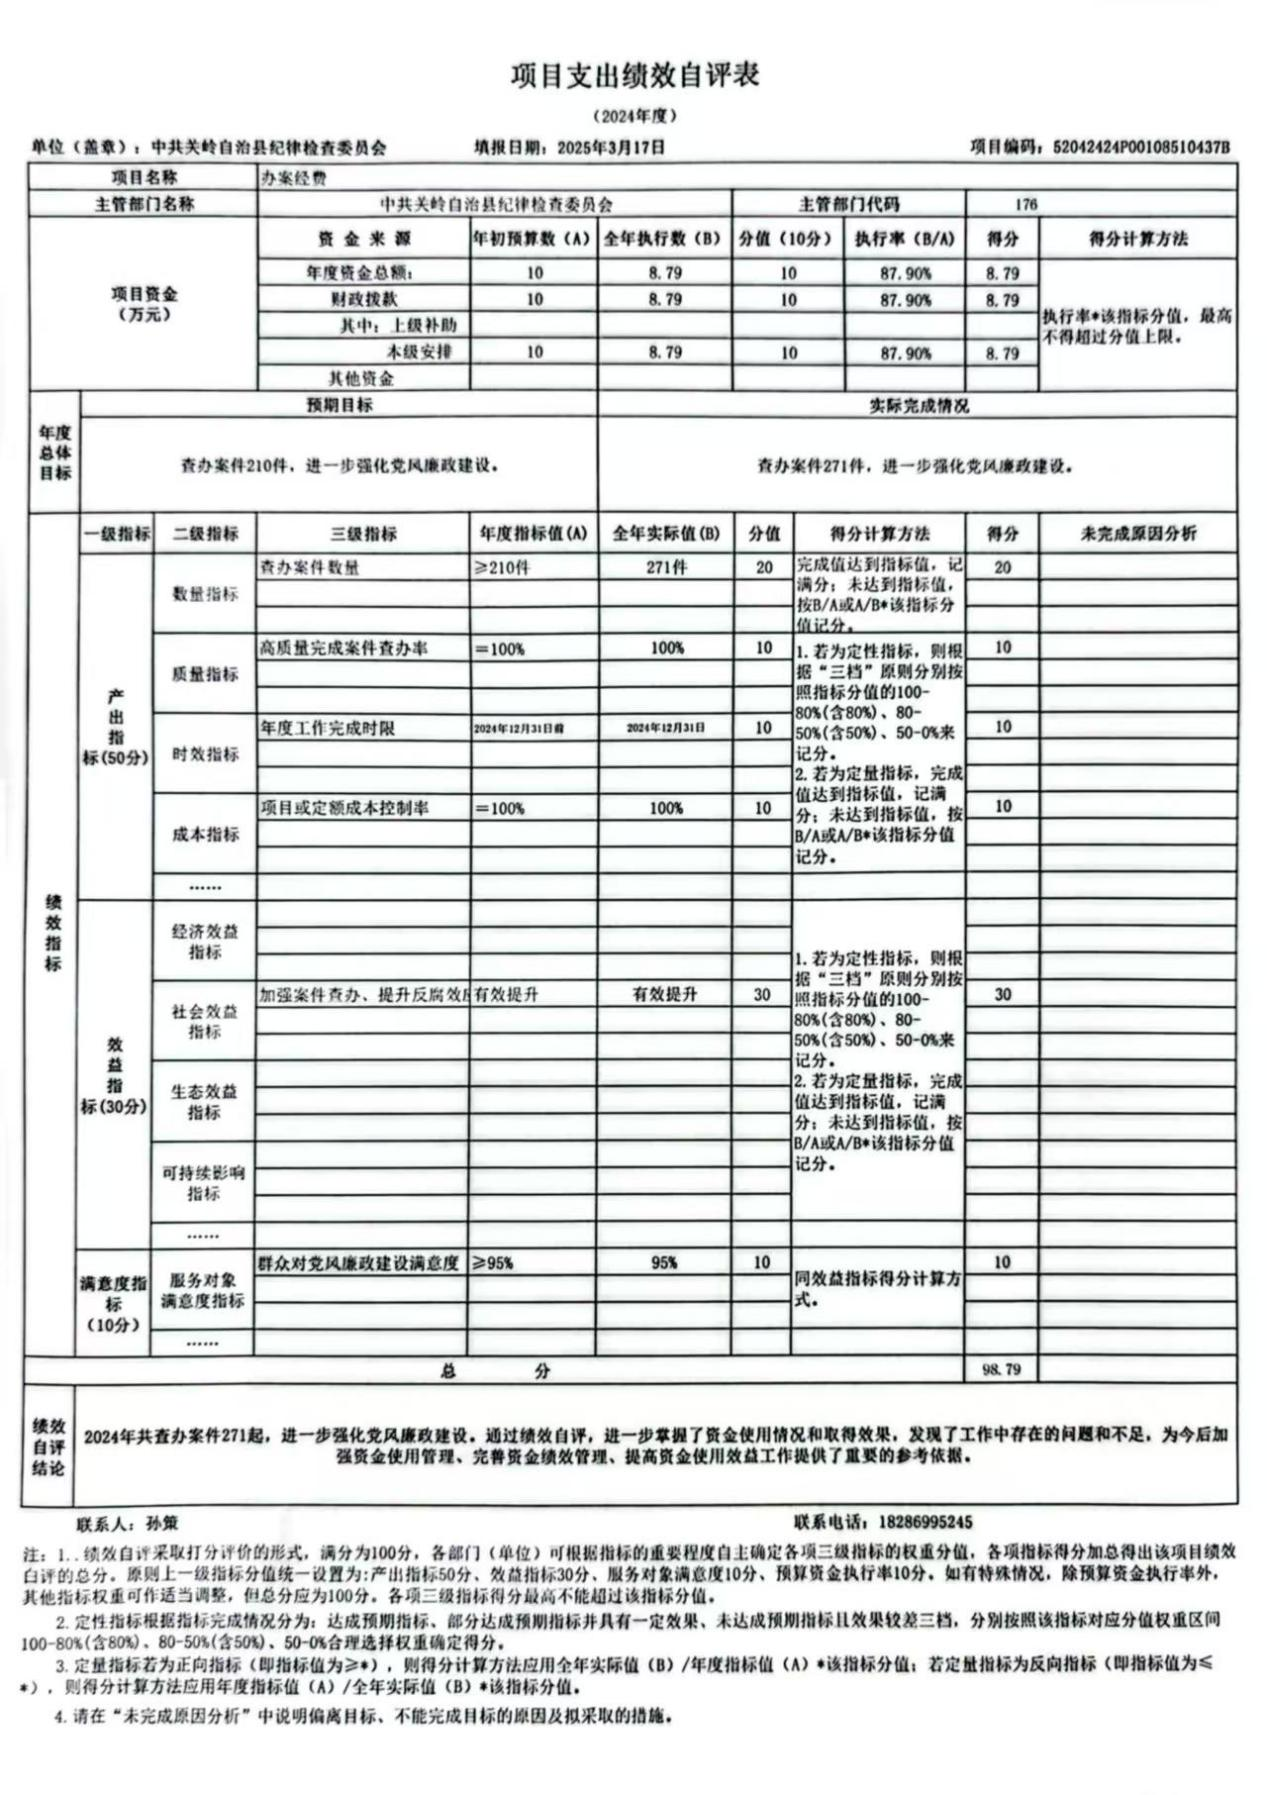 项目支出绩效自评表
（2024年度）
单位（盖章）：中共关岭自治县纪律检查委员会 填报日期：2025年3月17日 项目编码：52042424P00108510437B
项目名称 办案经费
主管部门名称 中共关岭自治县纪律检查委员会 主管部门代码 176
项目资金（万元） 资金来源 年初预算数（A） 全年执行数（B） 分值（10分） 执行率（B/A） 得分 得分计算方法
年度资金总额： 10 8.79 10 87.90% 8.79
财政拨款 10 8.79 10 87.90% 8.79
其中：上级补助
本级安排 10 8.79 10 87.90% 8.79
其他资金
执行率*该指标分值，最高
不得超过分值上限。
年度总体目标 预期目标 实际完成情况
查办案件210件，进一步强化党风廉政建设。 查办案件271件，进一步强化党风廉政建设。
绩效指标
一级指标 二级指标 三级指标 年度指标值(A) 全年实际值(B) 分值 得分计算方法 得分 未完成原因分析
产出指标(50分)
数量指标 查办案件数量 ≥210件 271件 20 20
完成值达到指标值，记
满分；未达到指标值，
按B/A或A/B*该指标分
值记分。
质量指标 高质量完成案件查办率 =100% 100% 10 10
时效指标 年度工作完成时限 2024年12月31日前 2024年12月31日 10 10
成本指标 项目或定额成本控制率 =100% 100% 10 10
……
1.若为定性指标，则根
据“三档”原则分别按
照指标分值的100-
80%(含80%)、80-
50%(含50%)、50-0%来
记分。
2.若为定量指标，完成
值达到指标值，记满
分；未达到指标值，按
B/A或A/B*该指标分值
记分。
效益指标(30分)
经济效益指标
社会效益指标 加强案件查办、提升反腐效 有效提升 有效提升 30 30
生态效益指标
可持续影响指标
……
1.若为定性指标，则根
据“三档”原则分别按
照指标分值的100-
80%(含80%)、80-
50%(含50%)、50-0%来
记分。
2.若为定量指标，完成
值达到指标值，记满
分；未达到指标值，按
B/A或A/B*该指标分值
记分。
满意度指标（10分）
服务对象满意度指标 群众对党风廉政建设满意度 ≥95% 95% 10 10
同效益指标得分计算方
式。
……
总 分 98.79
绩效自评结论
2024年共查办案件271起，进一步强化党风廉政建设。通过绩效自评，进一步掌握了资金使用情况和取得效果，发现了工作中存在的问题和不足，为今后加
强资金使用管理、完善资金绩效管理、提高资金使用效益工作提供了重要的参考依据。
联系人：孙策 联系电话：18286995245
注：1..绩效自评采取打分评价的形式，满分为100分，各部门（单位）可根据指标的重要程度自主确定各项三级指标的权重分值，各项指标得分加总得出该项目绩效
自评的总分。原则上一级指标分值统一设置为:产出指标50分、效益指标30分、服务对象满意度10分、预算资金执行率10分。如有特殊情况，除预算资金执行率外，
其他指标权重可作适当调整，但总分应为100分。各项三级指标得分最高不能超过该指标分值。
2.定性指标根据指标完成情况分为：达成预期指标、部分达成预期指标并具有一定效果、未达成预期指标且效果较差三档，分别按照该指标对应分值权重区间
100-80%(含80%)、80-50%(含50%)、50-0%合理选择权重确定得分。
3.定量指标若为正向指标（即指标值为≥*），则得分计算方法应用全年实际值（B）/年度指标值（A）*该指标分值；若定量指标为反向指标（即指标值为≤
*），则得分计算方法应用年度指标值（A）/全年实际值（B）*该指标分值。
4.请在“未完成原因分析”中说明偏离目标、不能完成目标的原因及拟采取的措施。